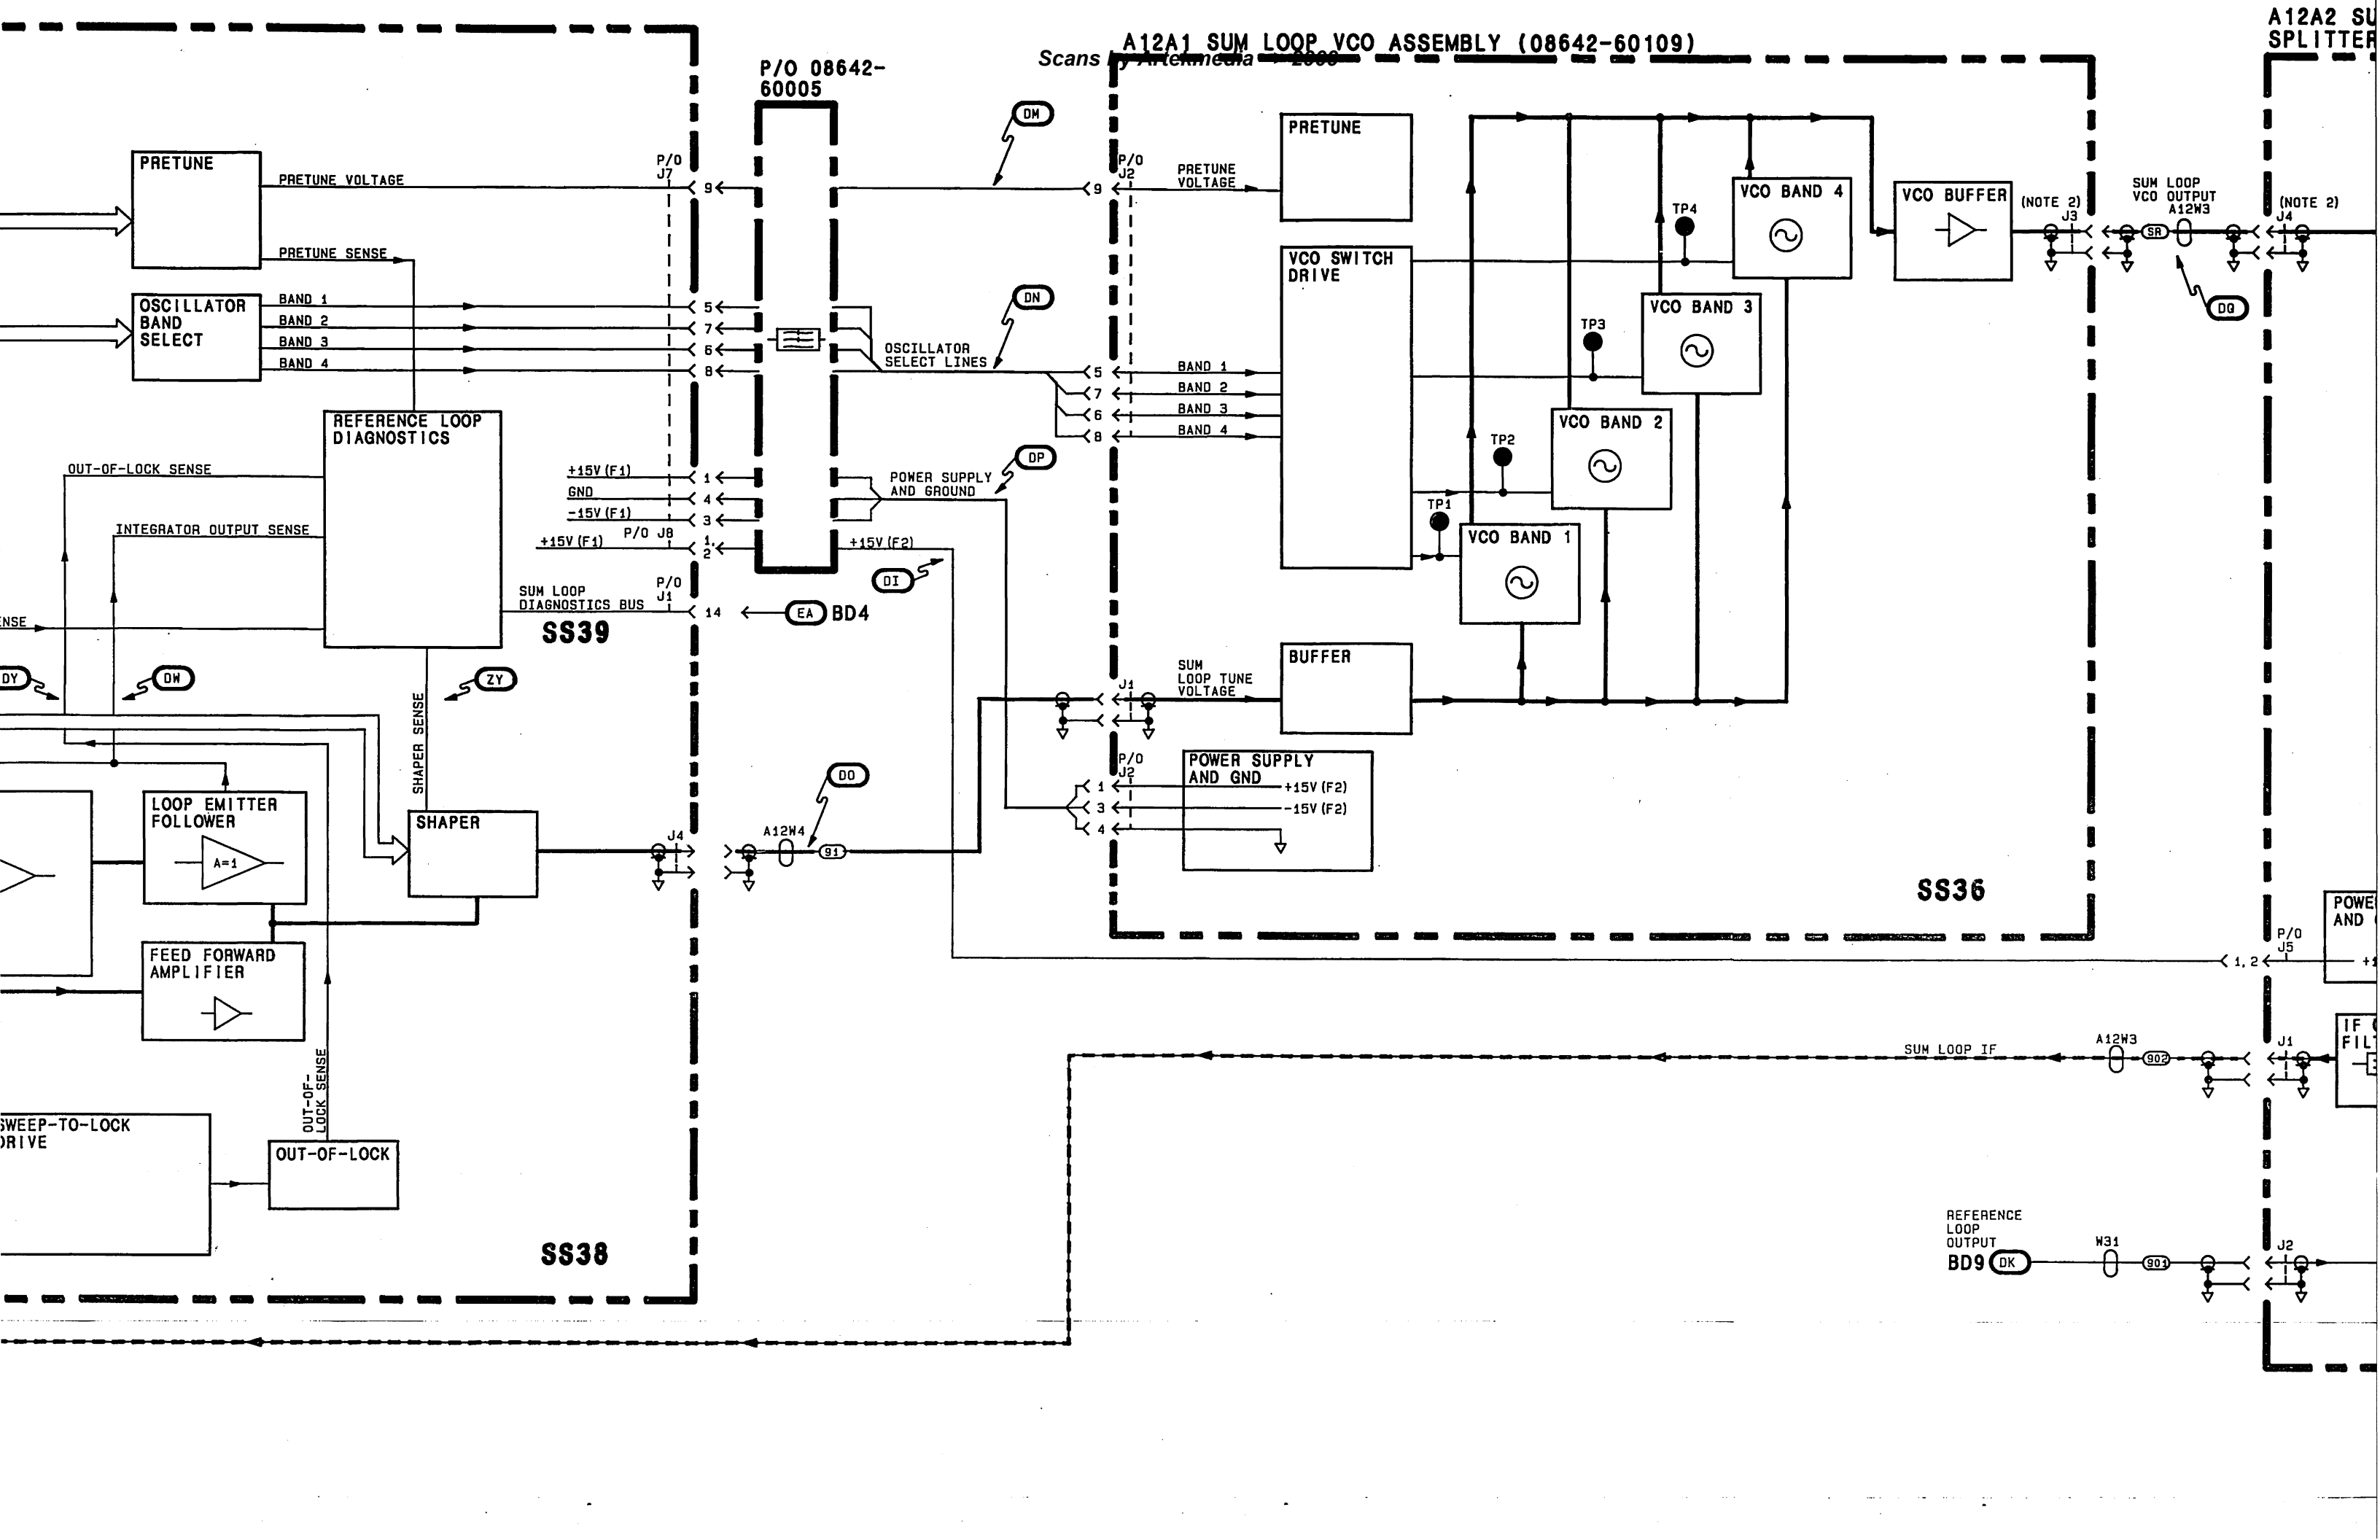 A12A2 SU
SPLITTER
A12A1 SUM LOOP VCO ASSEMBLY (08642-60109)
Scans by Artekmedia 2008
P/O 08642-
60005
PRETUNE
PRETUNE VOLTAGE
PRETUNE SENSE
P/O
J7
9
DM
9
P/O
J2
PRETUNE
VOLTAGE
PRETUNE
OSCILLATOR
BAND
SELECT
BAND 1
BAND 2
BAND 3
BAND 4
5
7
6
8
DN
OSCILLATOR
SELECT LINES
5
7
6
8
BAND 1
BAND 2
BAND 3
BAND 4
VCO SWITCH
DRIVE
TP4
TP3
TP2
TP1
VCO BAND 4
VCO BAND 3
VCO BAND 2
VCO BAND 1
VCO BUFFER
(NOTE 2)
J3
SUM LOOP
VCO OUTPUT
A12W3
SR
DQ
(NOTE 2)
J4
REFERENCE LOOP
DIAGNOSTICS
OUT-OF-LOCK SENSE
INTEGRATOR OUTPUT SENSE
ENSE
+15V(F1)
GND
-15V(F1)
+15V(F1)
P/O J8
1
4
3
1,
2
POWER SUPPLY
AND GROUND
DP
+15V(F2)
DI
SUM LOOP
DIAGNOSTICS BUS
P/O
J1
14
EA
BD4
SS39
DY
DW
ZY
SHAPER SENSE
J1
SUM
LOOP TUNE
VOLTAGE
BUFFER
P/O
J2
1
3
4
POWER SUPPLY
AND GND
+15V(F2)
-15V(F2)
SS36
LOOP EMITTER
FOLLOWER
A=1
SHAPER
J4
A12W4
91
DO
FEED FORWARD
AMPLIFIER
OUT-OF-
LOCK SENSE
SWEEP-TO-LOCK
DRIVE
OUT-OF-LOCK
SS38
POWE
AND
P/O
J5
1,2
+1
SUM LOOP IF
A12W3
902
J1
IF
FIL
REFERENCE
LOOP
OUTPUT
BD9
DK
W31
901
J2